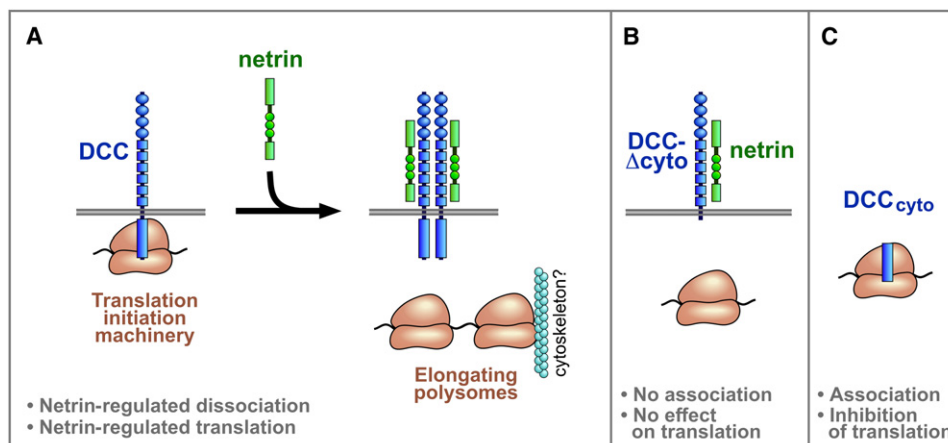 A
netrin
DCC
Translation
initiation
machinery
cytoskeleton?
Elongating
polysomes
• Netrin-regulated dissociation
• Netrin-regulated translation
B
DCC-
Δcyto
netrin
• No association
• No effect
on translation
C
DCCcyto
• Association
• Inhibition
of translation